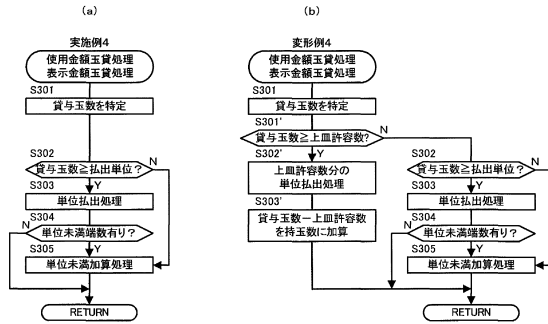 (a)
実施例4
使用金額玉貸処理
表示金額玉貸処理
S301
貸与玉数を特定
S302
貸与玉数≧払出単位?
N
Y
S303
単位払出処理
S304
単位未満端数有り?
N
Y
S305
単位未満加算処理
RETURN
(b)
変形例4
使用金額玉貸処理
表示金額玉貸処理
S301
貸与玉数を特定
S301'
貸与玉数≧上皿許容数?
N
Y
S302'
上皿許容数分の
単位払出処理
S303'
貸与玉数ー上皿許容数
を持玉数に加算
S302
貸与玉数≧払出単位?
N
Y
S303
単位払出処理
S304
単位未満端数有り?
N
Y
S305
単位未満加算処理
RETURN